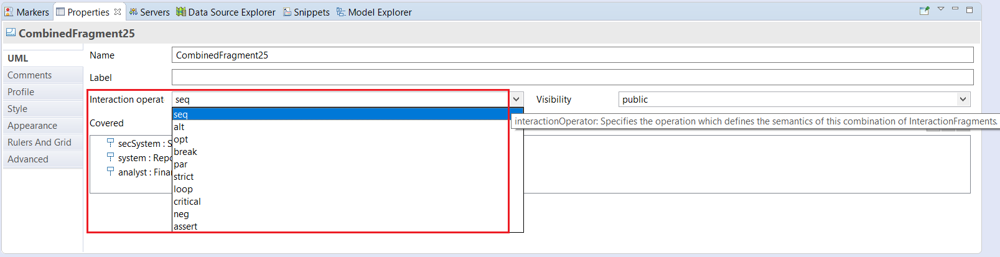 Markers Properties Servers Data Source Explorer Snippets Model Explorer
CombinedFragment25
UML
Comments
Profile
Style
Appearance
Rulers And Grid
Advanced
Name CombinedFragment25
Label
Interaction operat seq Visibility public
interactionOperator: Specifies the operation which defines the semantics of this combination of InteractionFragments.
Covered
secSystem : S
system : Repo
analyst : Finan
seq
alt
opt
break
par
strict
loop
critical
neg
assert